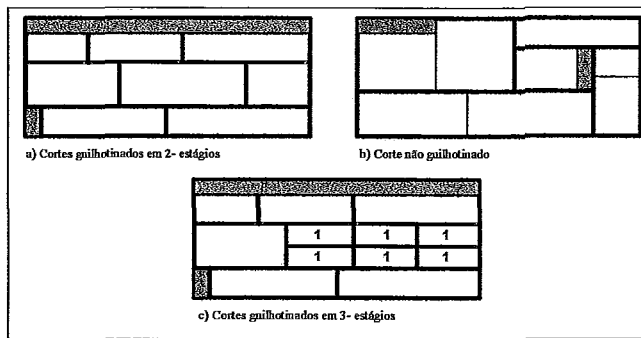 a) Cortes guilhotinados em 2- estágios
b) Corte não guilhotinado
1 1 1
1 1 1
c) Cortes guilhotinados em 3- estágios